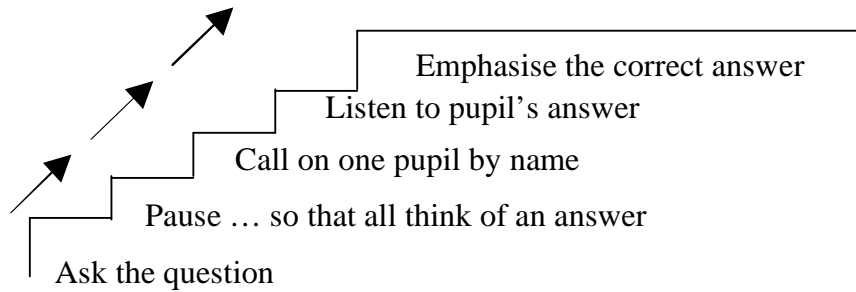 Emphasise the correct answer
Listen to pupil’s answer
Call on one pupil by name
Pause … so that all think of an answer
Ask the question